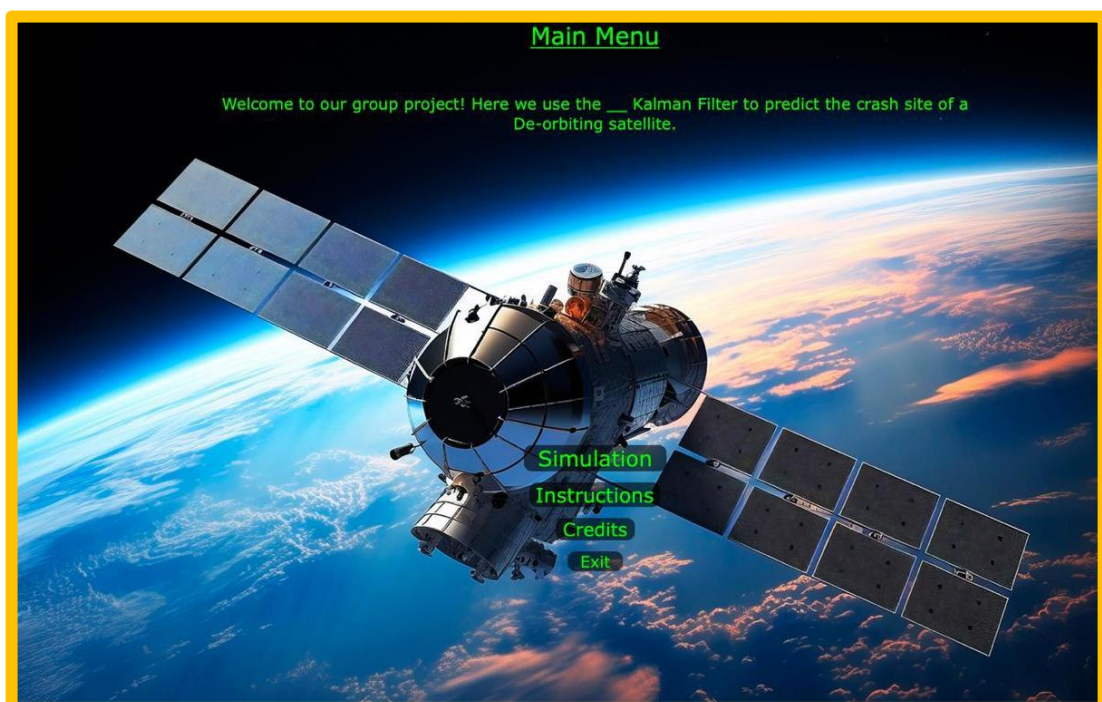 Main Menu
Welcome to our group project! Here we use the __ Kalman Filter to predict the crash site of a
De-orbiting satellite.
Simulation
Instructions
Credits
Exit